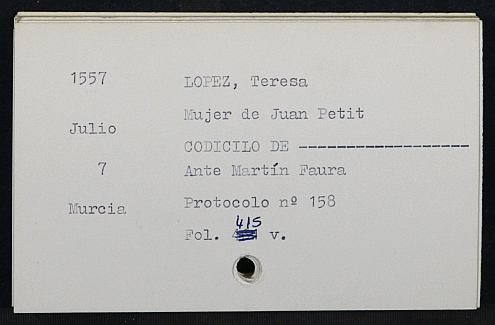 1557 LOPEZ, Teresa
Mujer de Juan Petit
Julio
CODICILO DE ------------------
7 Ante Martín Faura
Murcia Protocolo nº 158
Fol. 415 v.